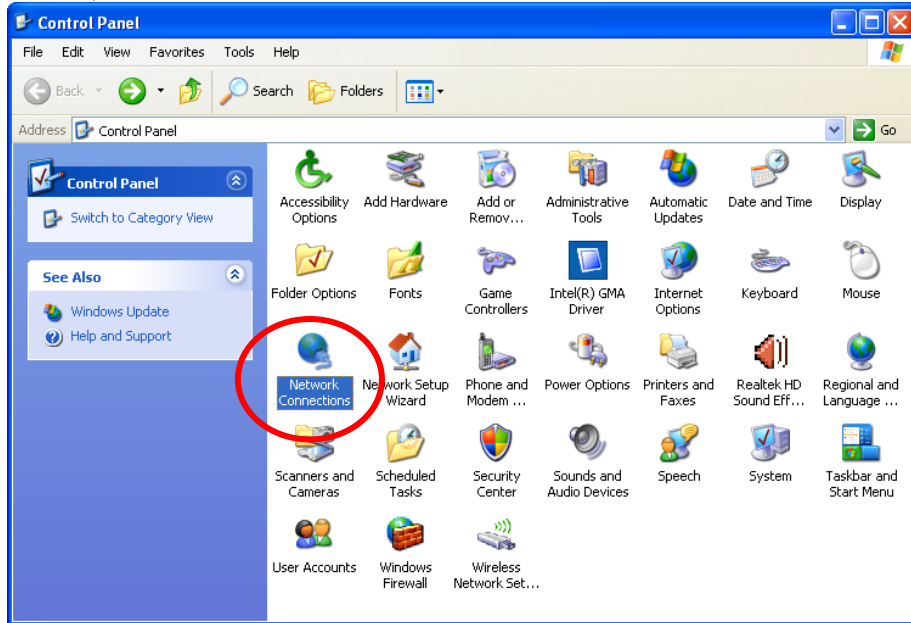 Control Panel
File Edit View Favorites Tools Help
Back Search Folders
Address Control Panel Go
Control Panel
Switch to Category View
See Also
Windows Update
Help and Support
Accessibility Options
Add Hardware
Add or Remov...
Administrative Tools
Automatic Updates
Date and Time
Display
Folder Options
Fonts
Game Controllers
Intel(R) GMA Driver
Internet Options
Keyboard
Mouse
Network Connections
Network Setup Wizard
Phone and Modem ...
Power Options
Printers and Faxes
Realtek HD Sound Eff...
Regional and Language ...
Scanners and Cameras
Scheduled Tasks
Security Center
Sounds and Audio Devices
Speech
System
Taskbar and Start Menu
User Accounts
Windows Firewall
Wireless Network Set...